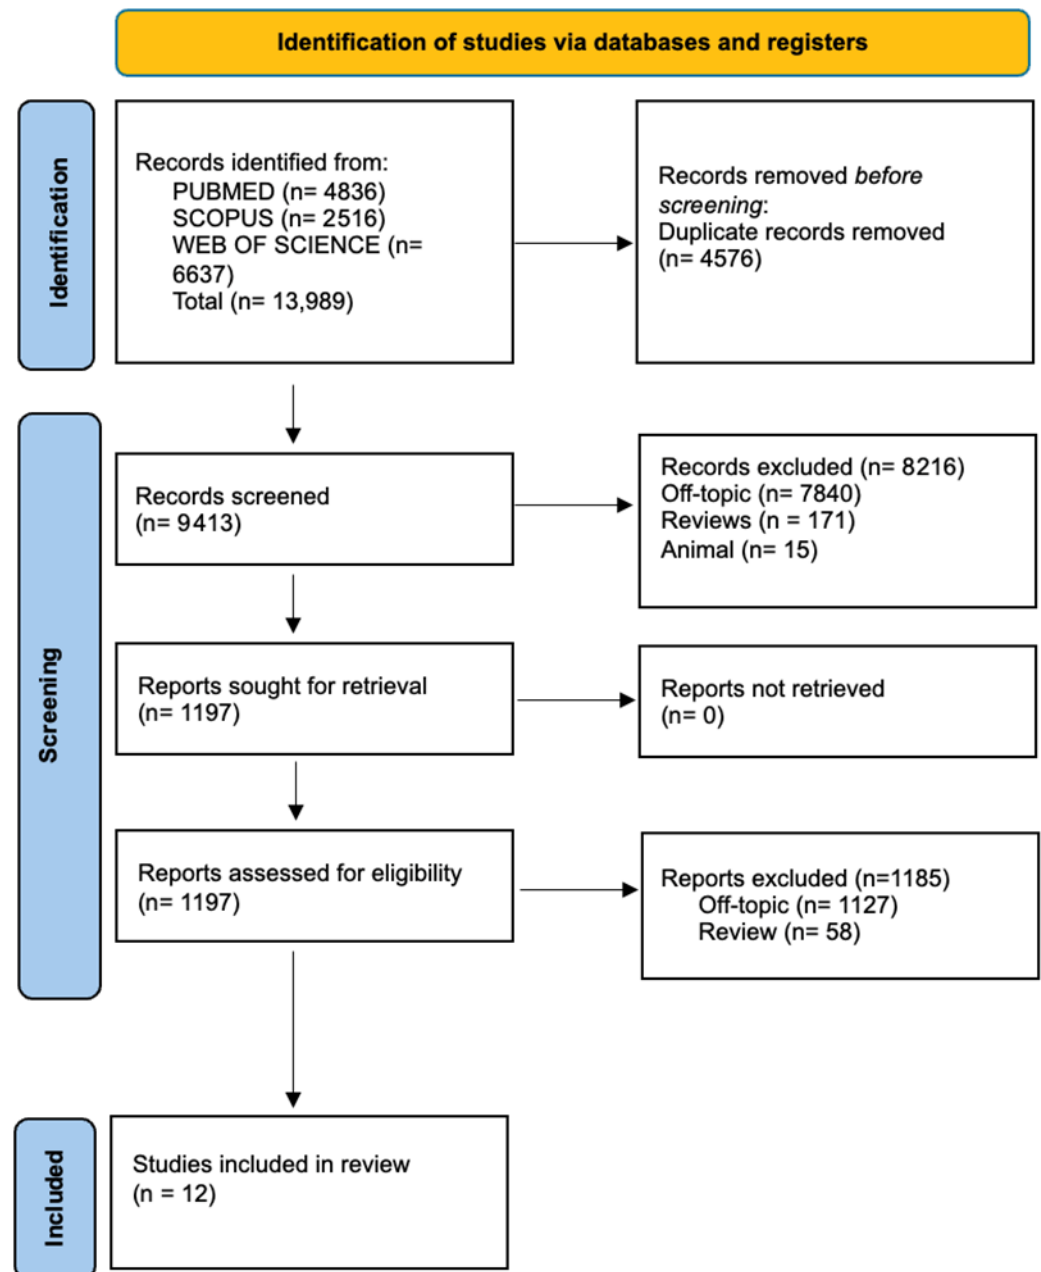 Identification of studies via databases and registers
Identification
Records identified from:
PUBMED (n= 4836)
SCOPUS (n= 2516)
WEB OF SCIENCE (n=
6637)
Total (n= 13,989)
Records removed before
screening:
Duplicate records removed
(n= 4576)
Screening
Records screened
(n= 9413)
Records excluded (n= 8216)
Off-topic (n= 7840)
Reviews (n = 171)
Animal (n= 15)
Reports sought for retrieval
(n= 1197)
Reports not retrieved
(n= 0)
Reports assessed for eligibility
(n= 1197)
Reports excluded (n=1185)
Off-topic (n= 1127)
Review (n= 58)
Included
Studies included in review
(n = 12)